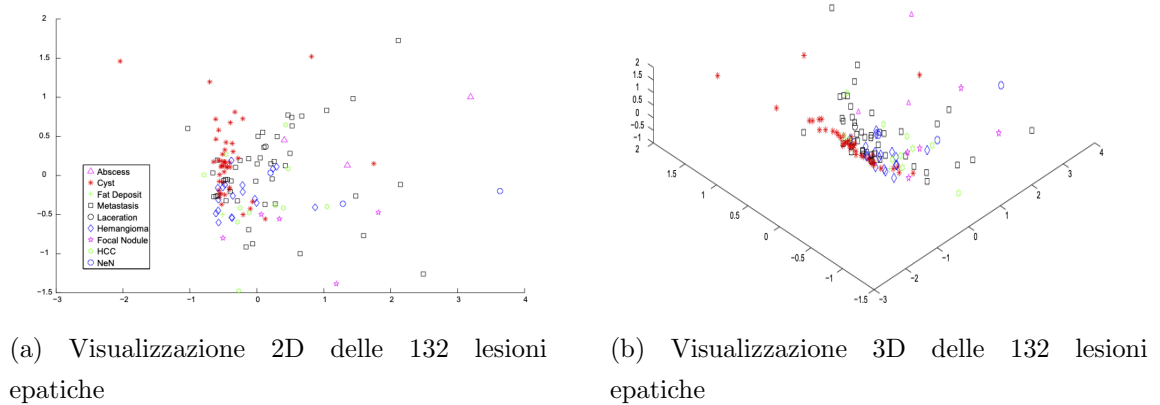 2
1.5
1
0.5
0
−0.5
−1
−1.5
−3 −2 −1 0 1 2 3 4
Abscess
Cyst
Fat Deposit
Metastasis
Laceration
Hemangioma
Focal Nodule
HCC
NeN
2
1.5
1
0.5
0
−0.5
−1
2
1.5
1
0.5
0
−0.5
−1
−1.5
−3
−2
−1
0
1
2
3
4
(a) Visualizzazione 2D delle 132 lesioni
epatiche
(b) Visualizzazione 3D delle 132 lesioni
epatiche